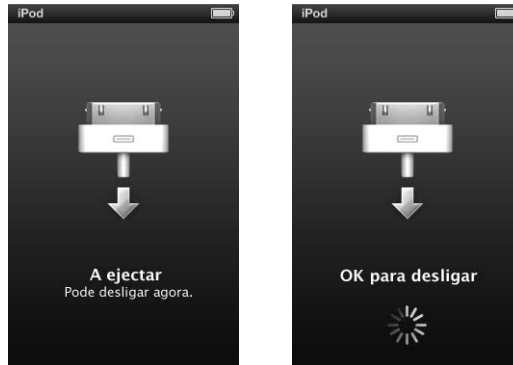 iPod
A ejectar
Pode desligar agora.
iPod
OK para desligar